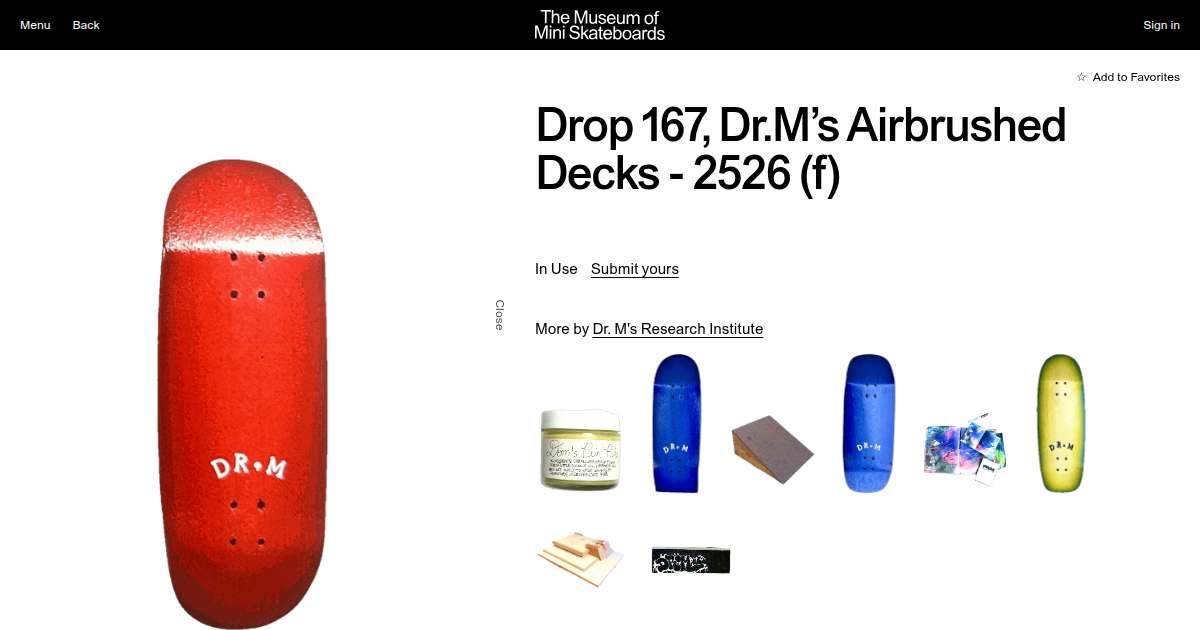 Menu
Back
The Museum of
Mini Skateboards
Sign in
☆ Add to Favorites
Drop 167, Dr.M’s Airbrushed
Decks - 2526 (f)
In Use
Submit yours
Close
More by Dr. M's Research Institute
DR•M
DR•M
DR•M
DR•M